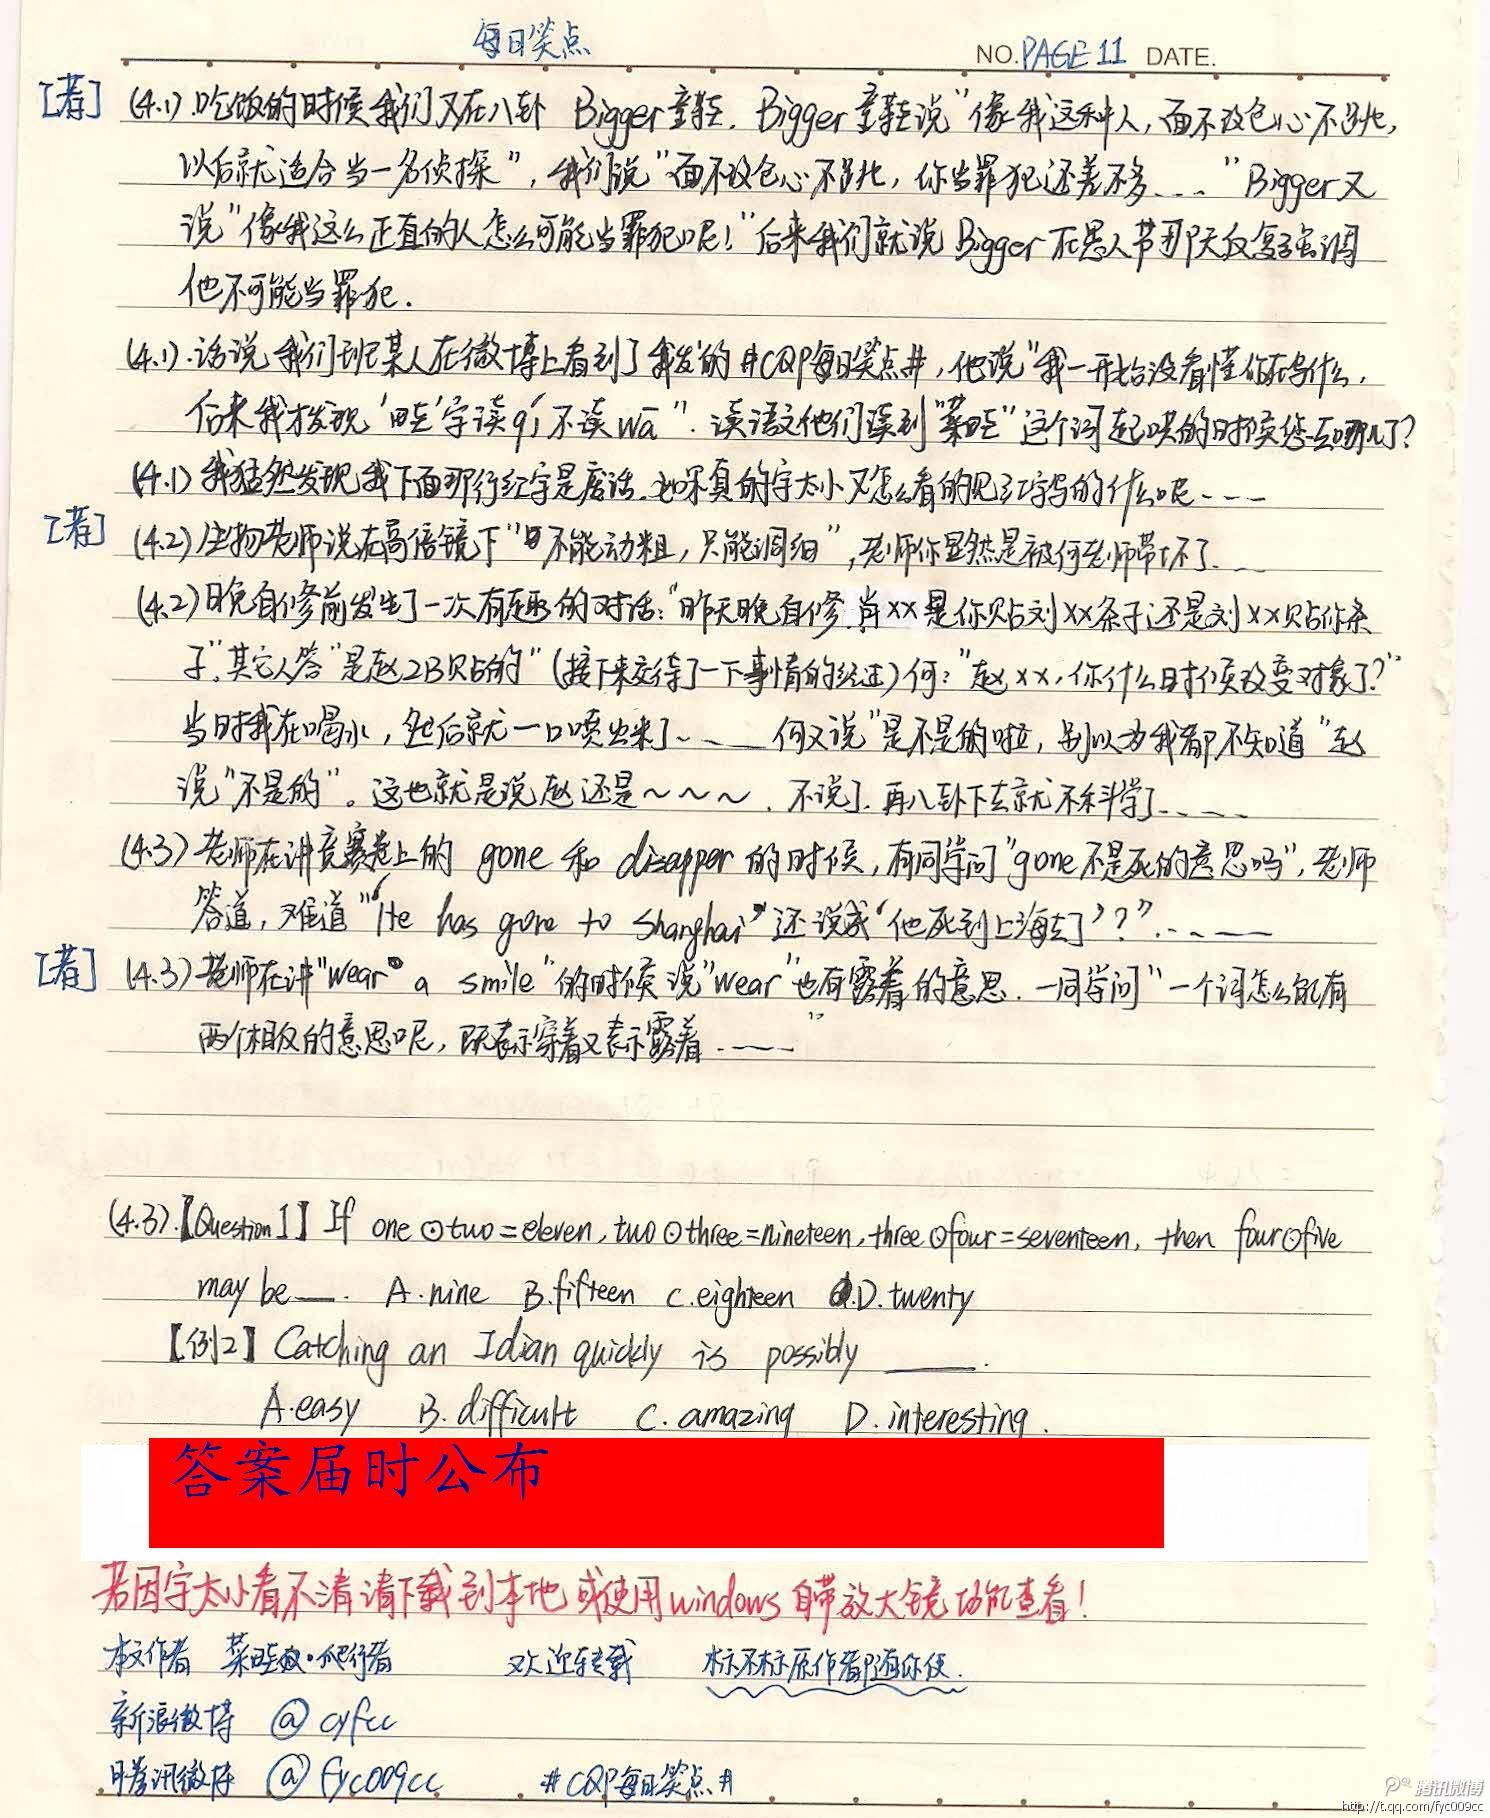 每日笑点
NO. PAGE 11 DATE.
[荐] (4.1).吃饭的时候我们又在八卦 Bigger童鞋. Bigger童鞋说"像我这种人,面不改色心不跳,
以后就适合当一名侦探",我们说"面不改色心不跳,你当罪犯还差不多...."Bigger又
说"像我这么正直的人怎么可能当罪犯呢!"后来我们就说Bigger在愚人节那天反复强调
他不可能当罪犯.
(4.1).话说我们班某人在微博上看到了我发的#CQP每日笑点#,他说"我一开始没看懂你在写什么,
后来我才发现'畦'字读qí不读wā".读语文他们读到"菜畦"这个词起哄的时候您去哪儿了?
(4.1)我猛然发现我下面那行红字是废话.如果真的字太小又怎么看的见红字写的什么呢....
[荐] (4.2)生物老师说在高倍镜下"不能动粗,只能调细",老师你显然是被何老师带坏了....
(4.2)晚自修前发生了一次有趣的对话:"昨天晚自修.肖××是你贴刘××条子还是刘××贴你条
子".其它人答"是赵2B贴的"(接下来交待了一下事情的经过)何:"赵××,你什么时候改变对象了?"
当时我在喝水,然后就一口喷出来了....何又说"是不是的啦,别以为我都不知道"赵
说"不是的"。这也就是说赵还是~~~.不说了.再八卦下去就不科学了....
(4.3)老师在讲竞赛卷上的 gone 和 disapper 的时候,有同学问"gone不是死的意思吗",老师
答道,难道"He has gone to Shanghai"还说成'他死到上海去了'?".....
[荐] (4.3)老师在讲"wear a smile"的时候说"wear"也有露着的意思.一同学问"一个词怎么能有
两个相反的意思呢,既表示穿着又表示露着....."
(4.3).【Question 1】If one⊙two=eleven,two⊙three=nineteen,three⊙four=seventeen, then four⊙five
may be___. A.nine B.fifteen C.eighteen D.twenty
【例2】Catching an Idian quickly is possibly ____.
A.easy B.difficult C.amazing D.interesting.
答案届时公布
若因字太小看不清请下载到本地或使用windows自带放大镜功能查看!
本文作者 菜畦·爬行者 欢迎转载 标不标原作者都随你便.
新浪微博 @cyfcc
腾讯微博 @fyc009cc #CQP每日笑点#
腾讯微博
http://t.qq.com/fyc009cc